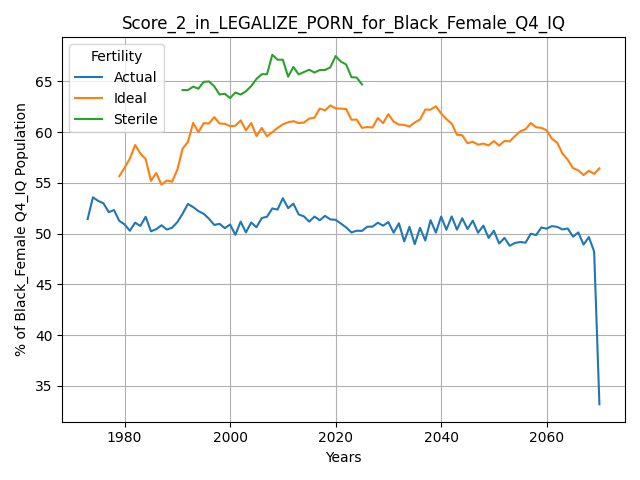 Score_2_in_LEGALIZE_PORN_for_Black_Female_Q4_IQ
Fertility
Actual
Ideal
Sterile
% of Black_Female Q4_IQ Population
65
60
55
50
45
40
35
1980 2000 2020 2040 2060
Years